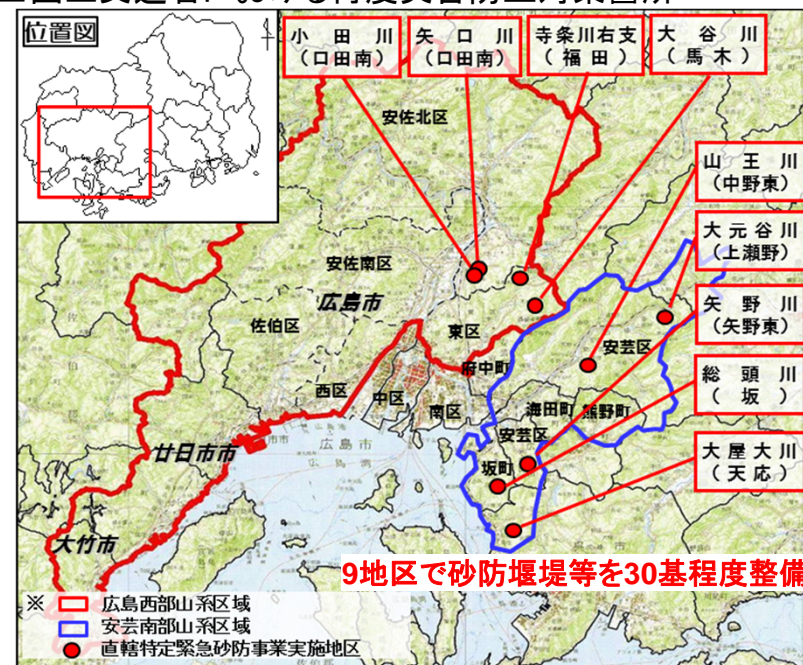 位置図
小田川
（口田南）
矢口川
（口田南）
寺条川右支
（福田）
大谷川
（馬木）
山王川
（中野東）
大元谷川
（上瀬野）
矢野川
（矢野東）
総頭川
（坂）
大屋大川
（天応）
安佐北区
安佐南区
広島市
佐伯区
東区
安芸区
府中町
西区
中区
南区
海田町
熊野町
安芸区
坂町
廿日市市
広島市
広島湾
大竹市
9地区で砂防堰堤等を30基程度整備
※
広島西部山系区域
安芸南部山系区域
直轄特定緊急砂防事業実施地区